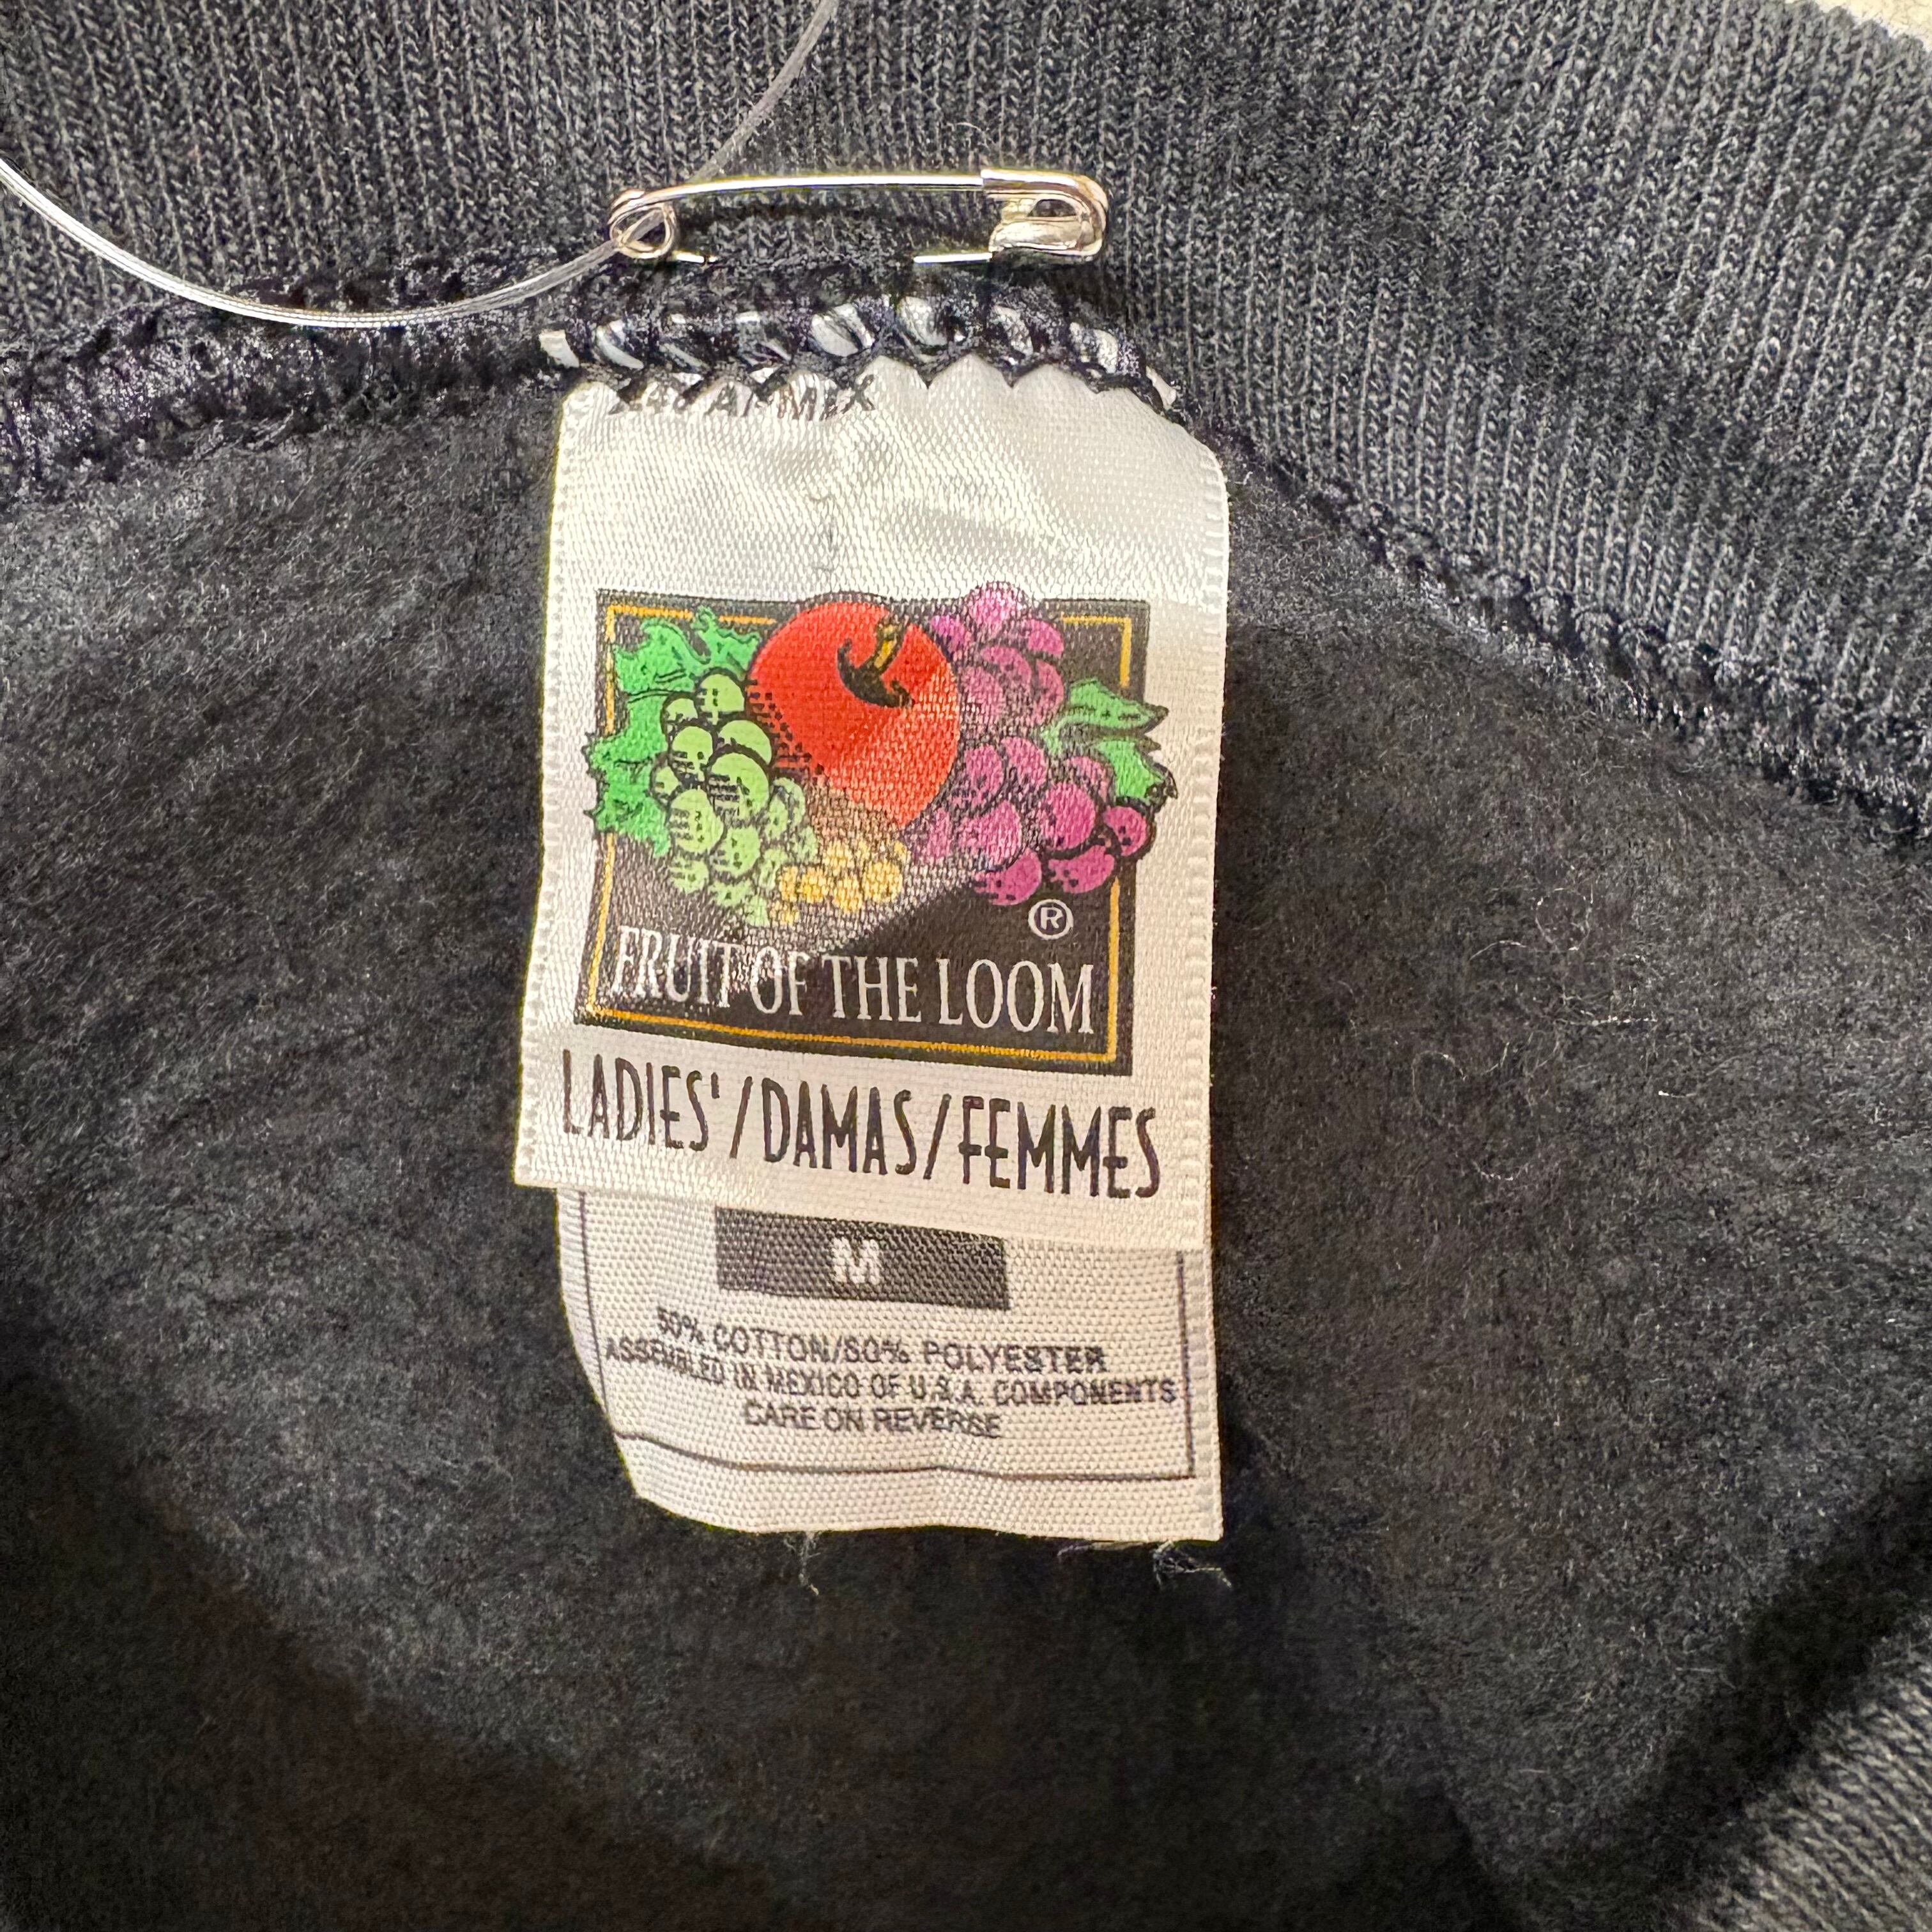 ®
FRUIT OF THE LOOM
LADIES'/DAMAS/FEMMES
M
50% COTTON/50% POLYESTER
ASSEMBLED IN MEXICO OF U.S.A. COMPONENTS
CARE ON REVERSE